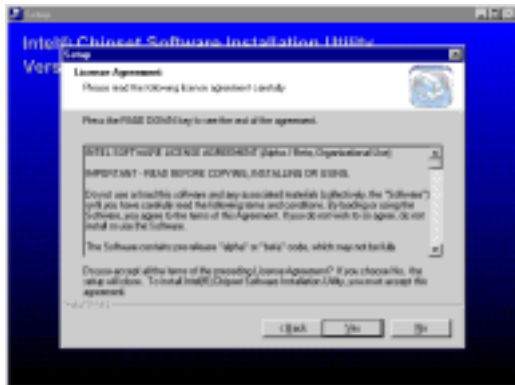 Setup
Intel® Chipset Software Installation Utility
Vers
Setup
License Agreement
Please read the following license agreement carefully.
Press the PAGE DOWN key to see the rest of the agreement.
INTEL SOFTWARE LICENSE AGREEMENT (Alpha / Beta, Organizational Use)
IMPORTANT - READ BEFORE COPYING, INSTALLING OR USING.
Do not use or load this software and any associated materials (collectively, the "Software")
until you have carefully read the following terms and conditions. By loading or using the
Software, you agree to the terms of this Agreement. If you do not wish to so agree, do not
install or use the Software.
The Software contains pre-release "alpha" or "beta" code, which may not be fully
Do you accept all the terms of the preceding License Agreement? If you choose No, the
setup will close. To install Intel(R) Chipset Software Installation Utility, you must accept this
agreement.
< Back
Yes
No